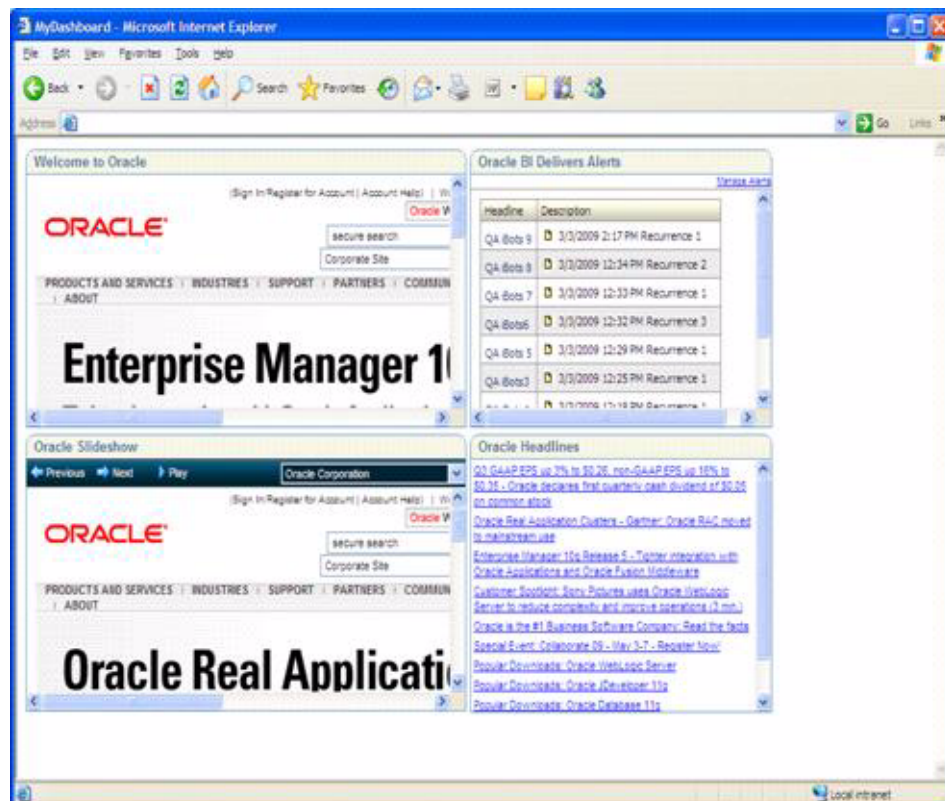 MyDashboard - Microsoft Internet Explorer
File Edit View Favorites Tools Help
Back Search Favorites
Address Go Links
Welcome to Oracle
(Sign In/Register for Account | Account Help) |
Oracle W
ORACLE
secure search
Corporate Site
PRODUCTS AND SERVICES INDUSTRIES SUPPORT PARTNERS COMMUN
ABOUT
Enterprise Manager 10
Oracle BI Delivers Alerts
Manage Alerts
Headline Description
QA iBots 9 3/3/2009 2:17 PM Recurrence 1
QA iBots 8 3/3/2009 12:34 PM Recurrence 2
QA iBots 7 3/3/2009 12:33 PM Recurrence 1
QA iBots6 3/3/2009 12:32 PM Recurrence 3
QA iBots 5 3/3/2009 12:29 PM Recurrence 1
QA iBots3 3/3/2009 12:25 PM Recurrence 1
Oracle Slideshow
Previous Next Play Oracle Corporation
(Sign In/Register for Account | Account Help) |
Oracle W
ORACLE
secure search
Corporate Site
PRODUCTS AND SERVICES INDUSTRIES SUPPORT PARTNERS COMMUN
ABOUT
Oracle Real Applicati
Oracle Headlines
Q3 GAAP EPS up 3% to $0.26, non-GAAP EPS up 16% to
$0.35 - Oracle declares first quarterly cash dividend of $0.05
on common stock
Oracle Real Application Clusters - Gartner: Oracle RAC moved
to mainstream use
Enterprise Manager 10g Release 5 - Tighter integration with
Oracle Applications and Oracle Fusion Middleware
Customer Spotlight: Sony Pictures uses Oracle WebLogic
Server to reduce complexity and improve operations (2 min.)
Oracle is the #1 Business Software Company: Read the facts
Special Event: Collaborate 09 - May 3-7 - Register Now!
Popular Downloads: Oracle WebLogic Server
Popular Downloads: Oracle JDeveloper 11g
Popular Downloads: Oracle Database 11g
Local intranet